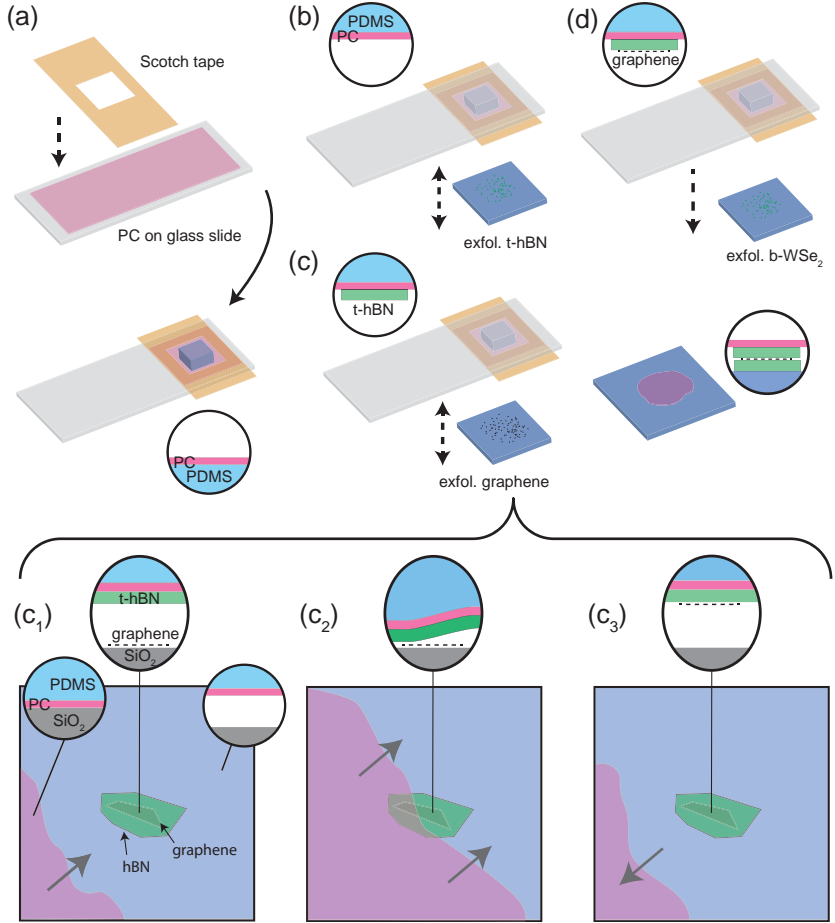 (a)
Scotch tape
PC on glass slide
PC
PDMS
(b)
PDMS
PC
exfol. t-hBN
(c)
t-hBN
exfol. graphene
(d)
graphene
exfol. b-WSe₂
(c₁)
t-hBN
graphene
SiO₂
PDMS
PC
SiO₂
graphene
hBN
(c₂)
(c₃)